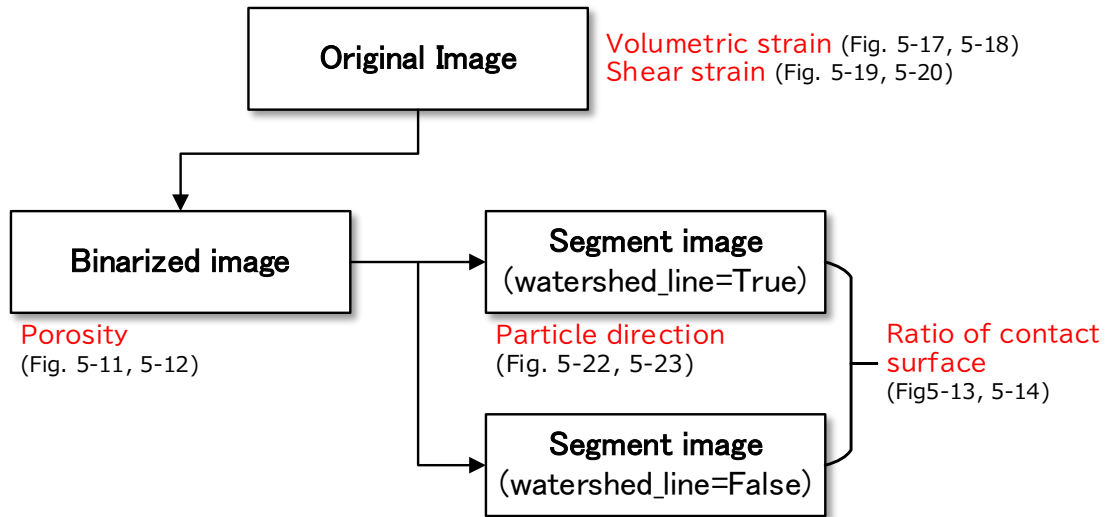 Original Image
Volumetric strain (Fig. 5-17, 5-18)
Shear strain (Fig. 5-19, 5-20)
Binarized image
Porosity
(Fig. 5-11, 5-12)
Segment image
(watershed_line=True)
Particle direction
(Fig. 5-22, 5-23)
Ratio of contact
surface
(Fig5-13, 5-14)
Segment image
(watershed_line=False)